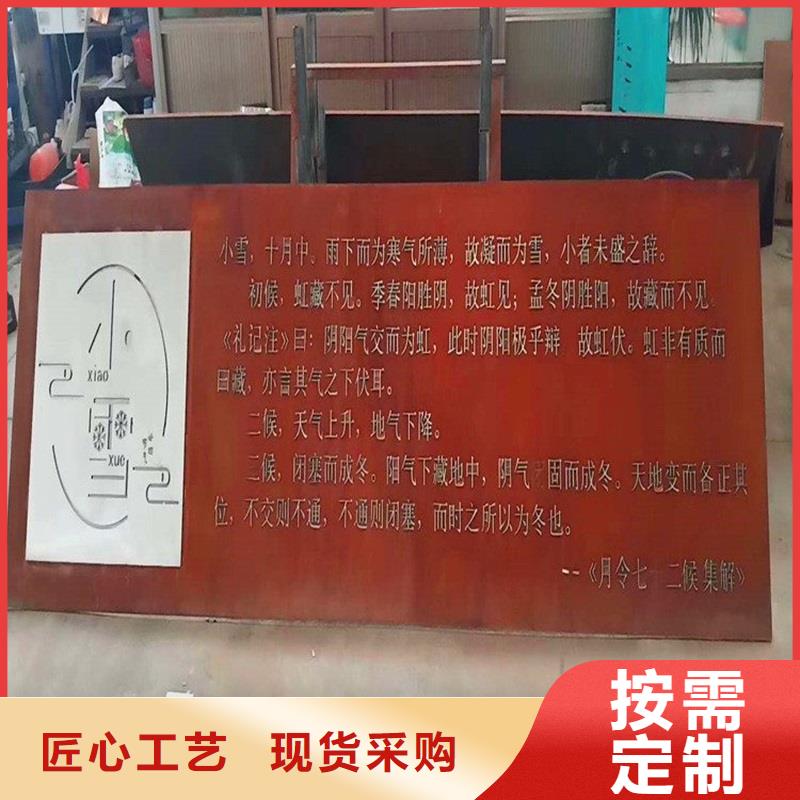 小
xiao
雪
xue
小雪，十月中。雨下而为寒气所薄，故凝而为雪，小者未盛之辞。
初候，虹藏不见。季春阳胜阴，故虹见；孟冬阴胜阳，故藏而不见。
《礼记注》曰：阴阳气交而为虹，此时阴阳极乎辩 故虹伏。虹非有质而
曰藏，亦言其气之下伏耳。
二候，天气上升，地气下降。
三候，闭塞而成冬。阳气下藏地中，阴气 固而成冬。天地变而各正其
位，不交则不通，不通则闭塞，而时之所以为冬也。
--《月令七 二候集解》
匠心工艺 现货采购
按需
定制